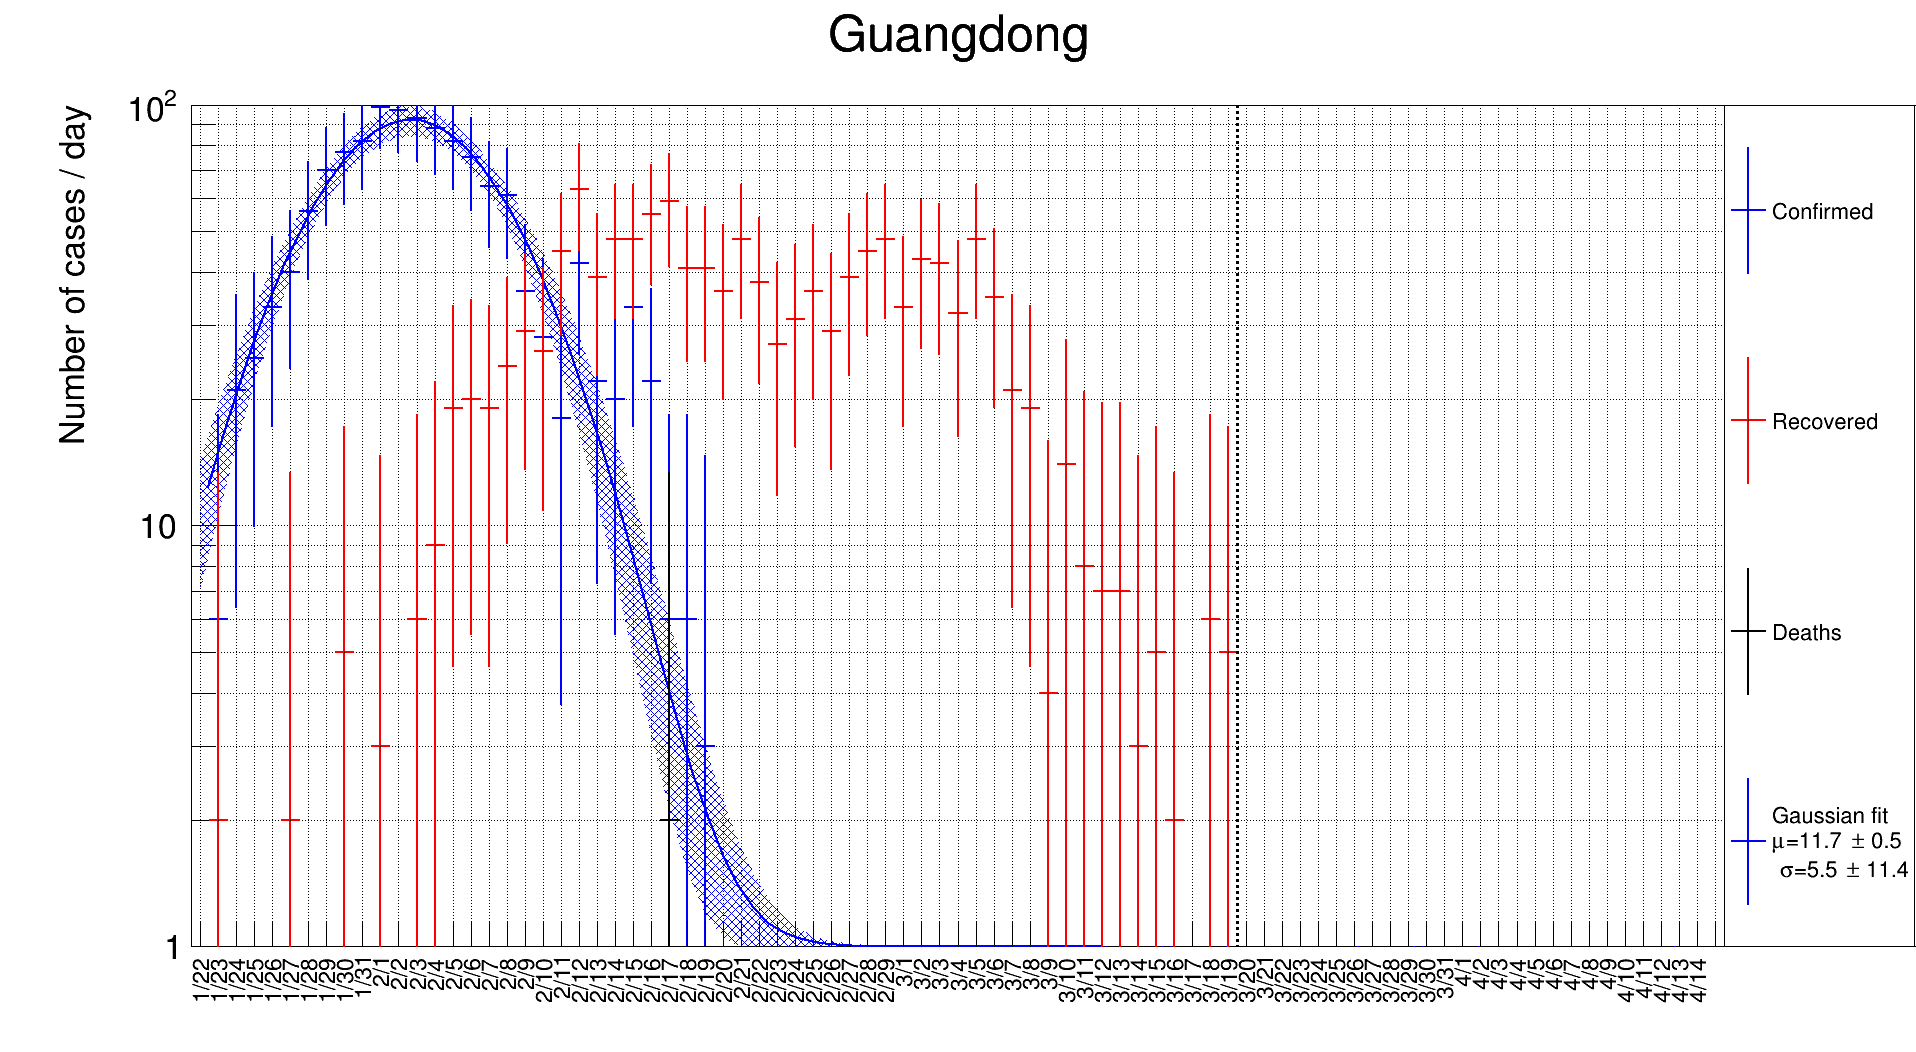 Guangdong
Number of cases / day
10²
10
1
1/22 1/23 1/24 1/25 1/26 1/27 1/28 1/29 1/30 1/31 2/1 2/2 2/3 2/4 2/5 2/6 2/7 2/8 2/9 2/10 2/11 2/12 2/13 2/14 2/15 2/16 2/17 2/18 2/19 2/20 2/21 2/22 2/23 2/24 2/25 2/26 2/27 2/28 2/29 3/1 3/2 3/3 3/4 3/5 3/6 3/7 3/8 3/9 3/10 3/11 3/12 3/13 3/14 3/15 3/16 3/17 3/18 3/19 3/20 3/21 3/22 3/23 3/24 3/25 3/26 3/27 3/28 3/29 3/30 3/31 4/1 4/2 4/3 4/4 4/5 4/6 4/7 4/8 4/9 4/10 4/11 4/12 4/13 4/14
Confirmed
Recovered
Deaths
Gaussian fit
μ=11.7 ± 0.5
σ=5.5 ± 11.4